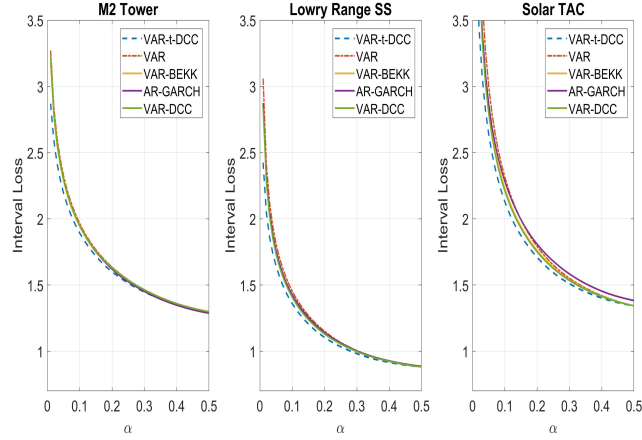 M2 Tower
3.5
3
2.5
2
1.5
1
Interval Loss
VAR-t-DCC
VAR
VAR-BEKK
AR-GARCH
VAR-DCC
0 0.1 0.2 0.3 0.4 0.5
α
Lowry Range SS
3.5
3
2.5
2
1.5
1
Interval Loss
VAR-t-DCC
VAR
VAR-BEKK
AR-GARCH
VAR-DCC
0 0.1 0.2 0.3 0.4 0.5
α
Solar TAC
3.5
3
2.5
2
1.5
1
Interval Loss
VAR-t-DCC
VAR
VAR-BEKK
AR-GARCH
VAR-DCC
0 0.1 0.2 0.3 0.4 0.5
α